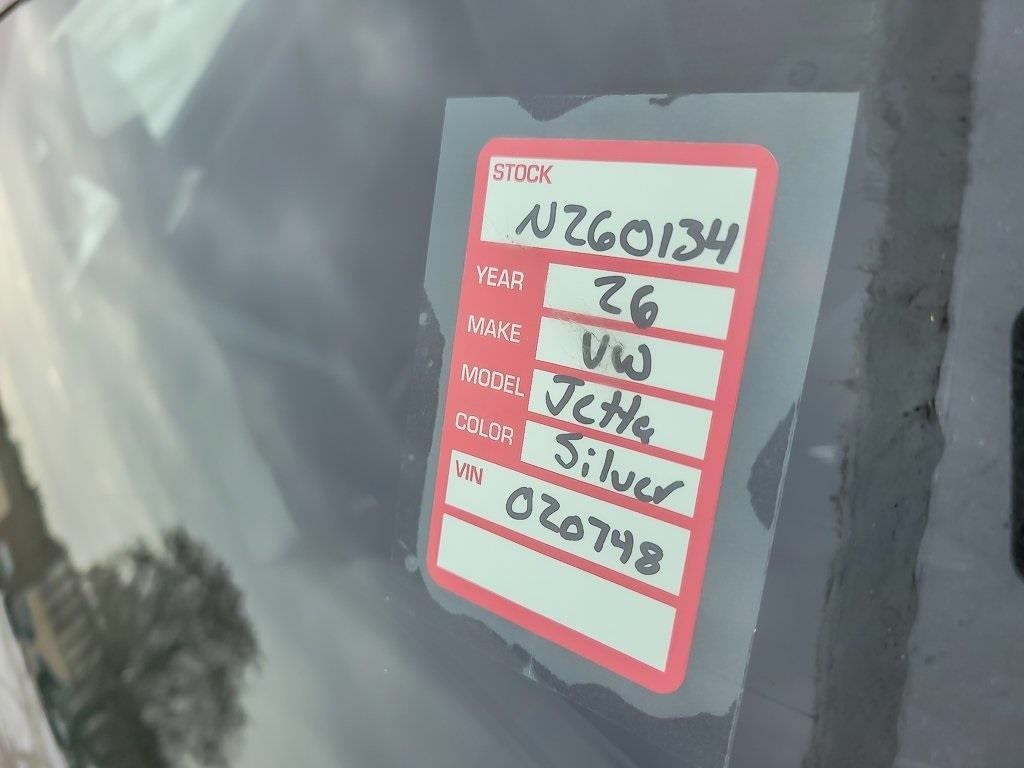 STOCK
N260134
YEAR 26
MAKE VW
MODEL Jetta
COLOR Silver
VIN
020748